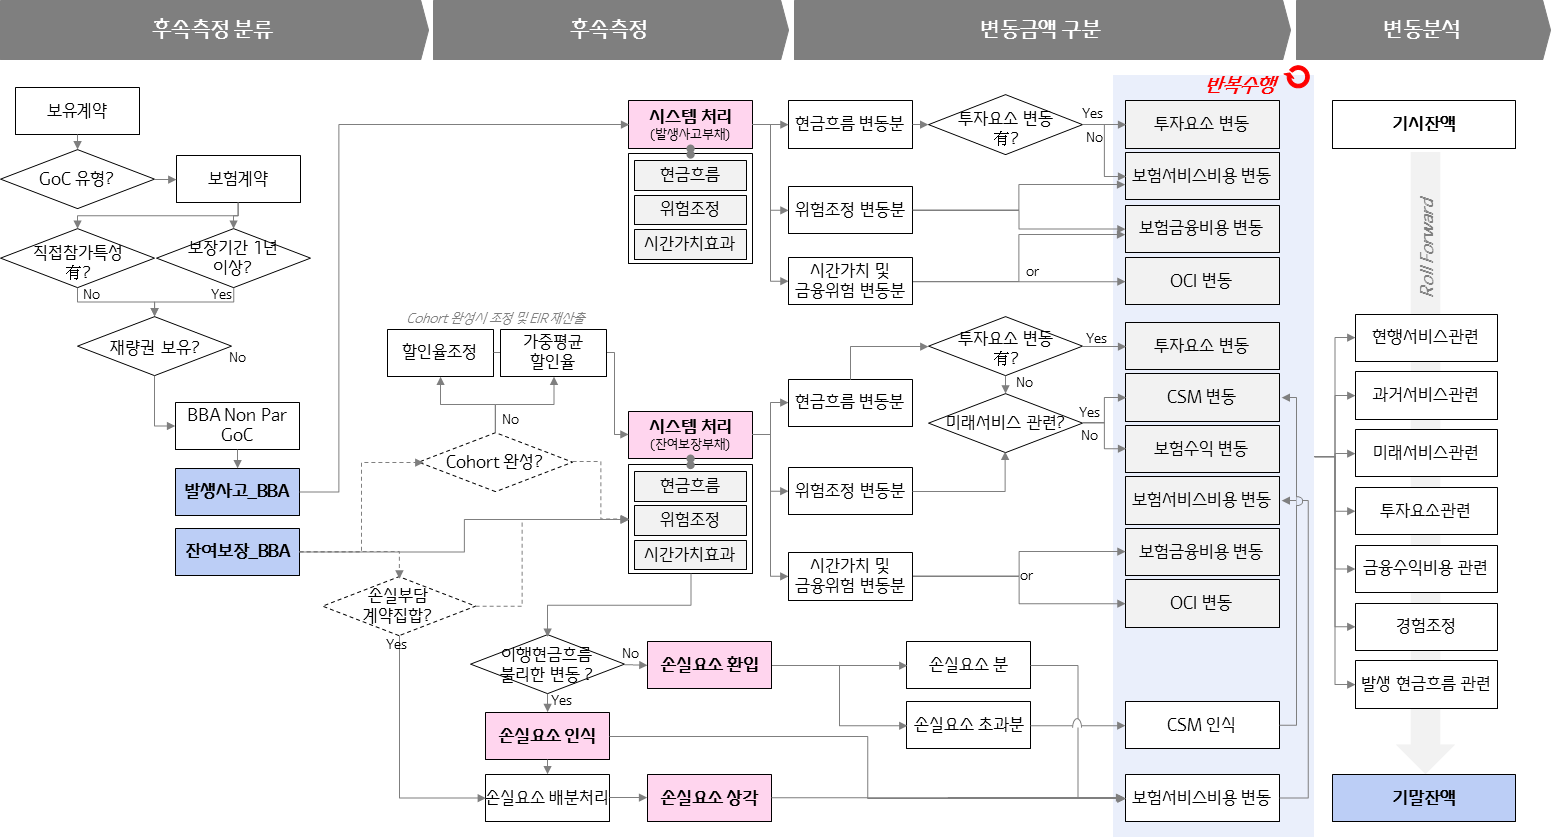 후속측정 분류
후속측정
변동금액 구분
변동분석
보유계약
GoC 유형?
보험계약
직접참가특성
有?
보장기간 1년
이상?
No
Yes
재량권 보유?
No
BBA Non Par
GoC
발생사고_BBA
잔여보장_BBA
Cohort 완성시 조정 및 EIR 재산출
할인율조정
가중평균
할인율
No
Cohort 완성?
손실부담
계약집합?
Yes
시스템 처리
(발생사고부채)
현금흐름
위험조정
시간가치효과
시스템 처리
(잔여보장부채)
현금흐름
위험조정
시간가치효과
이행현금흐름
불리한 변동 ?
No
Yes
손실요소 환입
손실요소 인식
손실요소 배분처리
손실요소 상각
현금흐름 변동분
투자요소 변동
有?
Yes
No
위험조정 변동분
시간가치 및
금융위험 변동분
or
현금흐름 변동분
투자요소 변동
有?
Yes
No
미래서비스 관련?
Yes
No
위험조정 변동분
시간가치 및
금융위험 변동분
or
손실요소 분
손실요소 초과분
반복수행
투자요소 변동
보험서비스비용 변동
보험금융비용 변동
OCI 변동
투자요소 변동
CSM 변동
보험수익 변동
보험서비스비용 변동
보험금융비용 변동
OCI 변동
CSM 인식
보험서비스비용 변동
기시잔액
Roll Forward
현행서비스관련
과거서비스관련
미래서비스관련
투자요소관련
금융수익비용 관련
경험조정
발생 현금흐름 관련
기말잔액